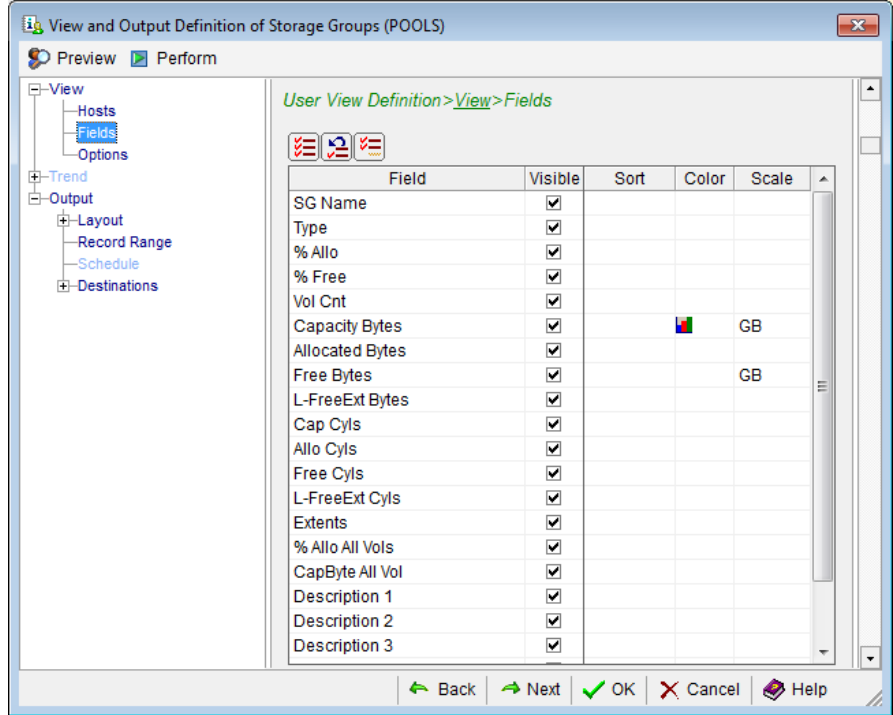 View and Output Definition of Storage Groups (POOLS)
Preview Perform
View
Hosts
Fields
Options
Trend
Output
Layout
Record Range
Schedule
Destinations
User View Definition>View>Fields
Field Visible Sort Color Scale
SG Name
Type
% Allo
% Free
Vol Cnt
Capacity Bytes GB
Allocated Bytes
Free Bytes GB
L-FreeExt Bytes
Cap Cyls
Allo Cyls
Free Cyls
L-FreeExt Cyls
Extents
% Allo All Vols
CapByte All Vol
Description 1
Description 2
Description 3
Back Next OK Cancel Help